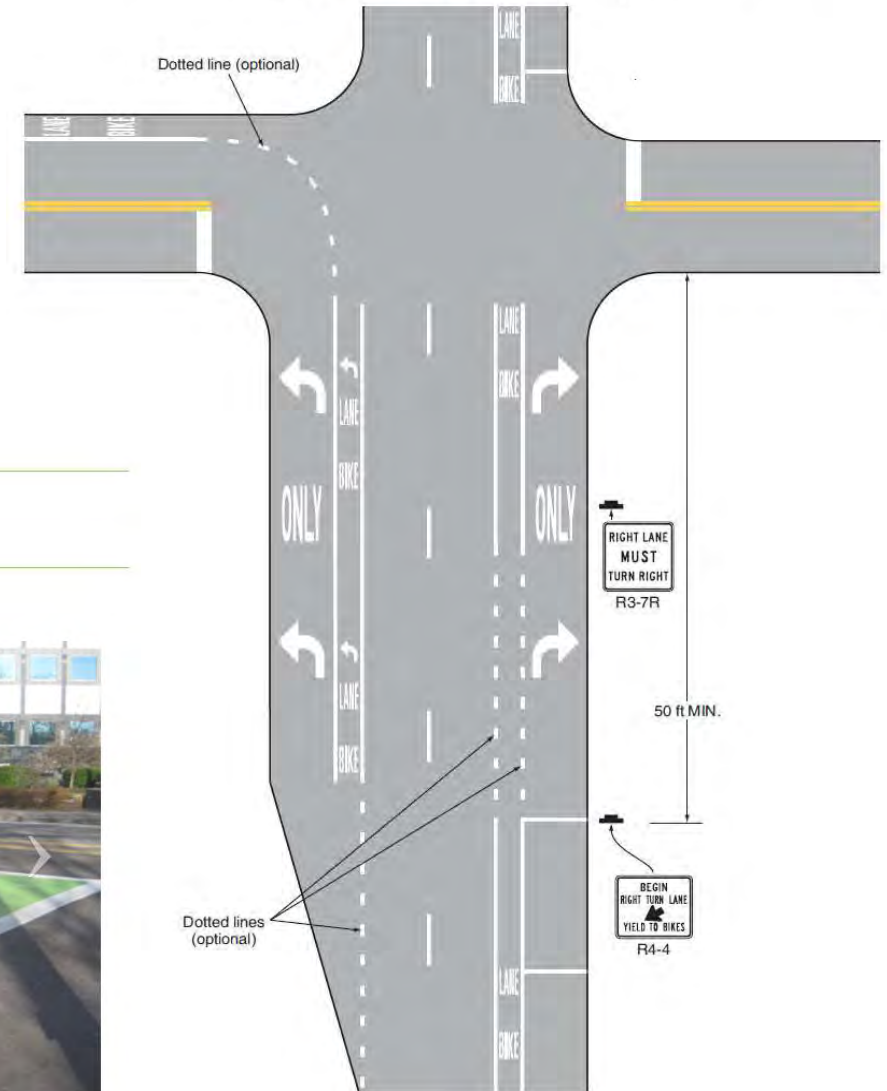 LANE
BIKE
Dotted line (optional)
LANE
BIKE
LANE
BIKE
LANE
BIKE
ONLY
ONLY
RIGHT LANE
MUST
TURN RIGHT
R3-7R
LANE
BIKE
50 ft MIN.
BEGIN
RIGHT TURN LANE
YIELD TO BIKES
R4-4
Dotted lines
(optional)
LANE
BIKE